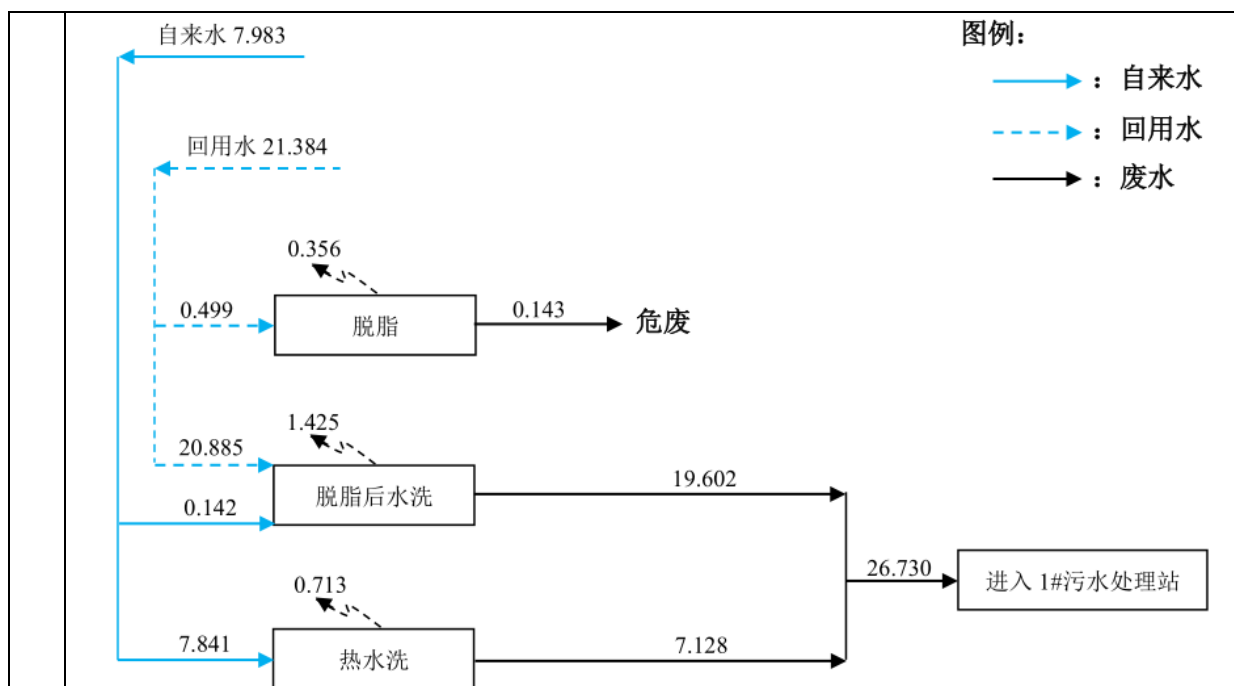 自来水 7.983
图例：
：自来水
回用水 21.384
：回用水
：废水
0.356
0.499
脱脂
0.143
危废
1.425
20.885
脱脂后水洗
19.602
0.142
0.713
26.730
进入 1#污水处理站
7.841
热水洗
7.128